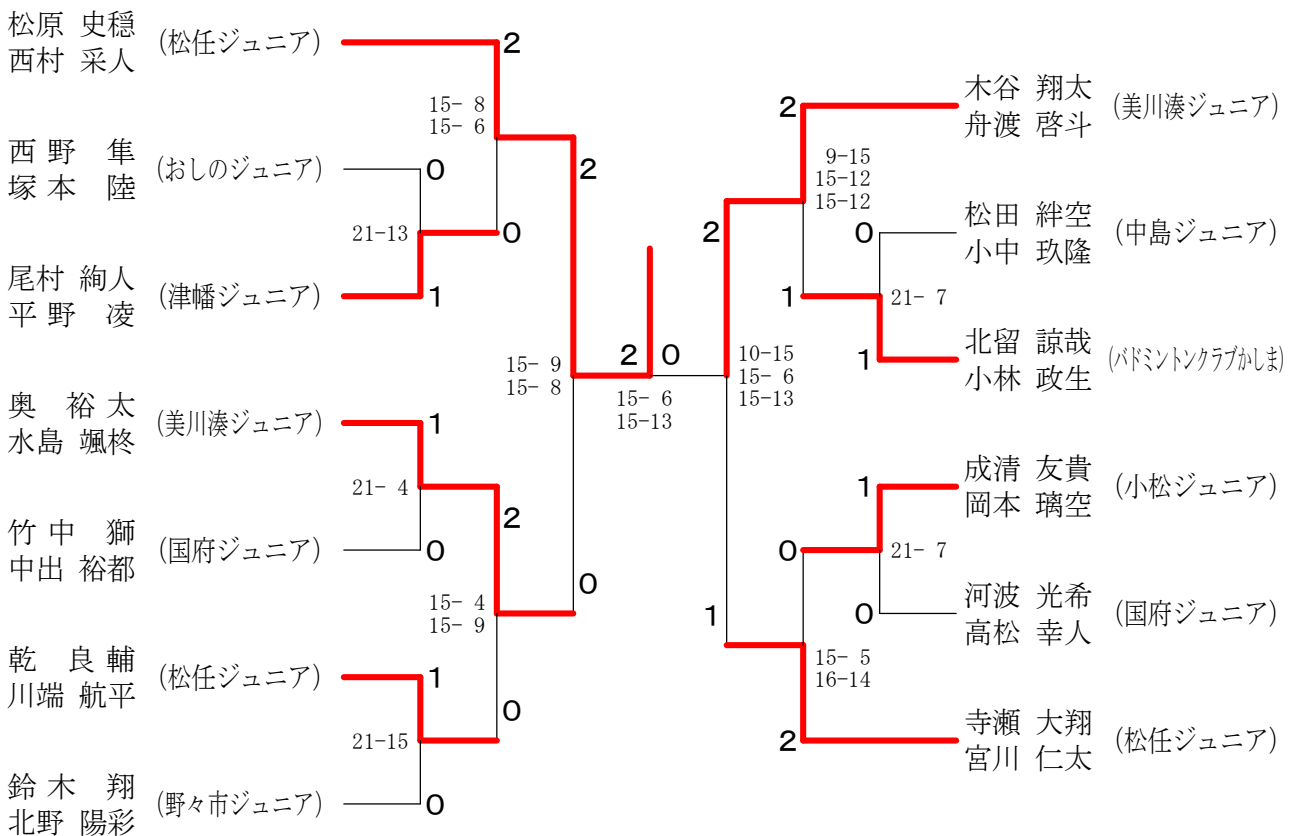 松原 史穏
西村 采人
(松任ジュニア)
2
15- 8
15- 6
西野 隼
塚本 陸
(おしのジュニア)
0
21-13
0
尾村 絢人
平野 凌
(津幡ジュニア)
1
2
15- 9
15- 8
奥 裕太
水島 颯柊
(美川湊ジュニア)
1
21- 4
2
竹中 獅
中出 裕都
(国府ジュニア)
0
15- 4
15- 9
0
乾 良輔
川端 航平
(松任ジュニア)
1
21-15
0
鈴木 翔
北野 陽彩
(野々市ジュニア)
0
2 0
15- 6
15-13
木谷 翔太
舟渡 啓斗
(美川湊ジュニア)
2
9-15
15-12
15-12
2
松田 絆空
小中 玖隆
(中島ジュニア)
0
1
21- 7
北留 諒哉
小林 政生
(バドミントンクラブかしま)
1
10-15
15- 6
15-13
成清 友貴
岡本 璃空
(小松ジュニア)
1
0
21- 7
河波 光希
高松 幸人
(国府ジュニア)
0
1
15- 5
16-14
寺瀬 大翔
宮川 仁太
(松任ジュニア)
2